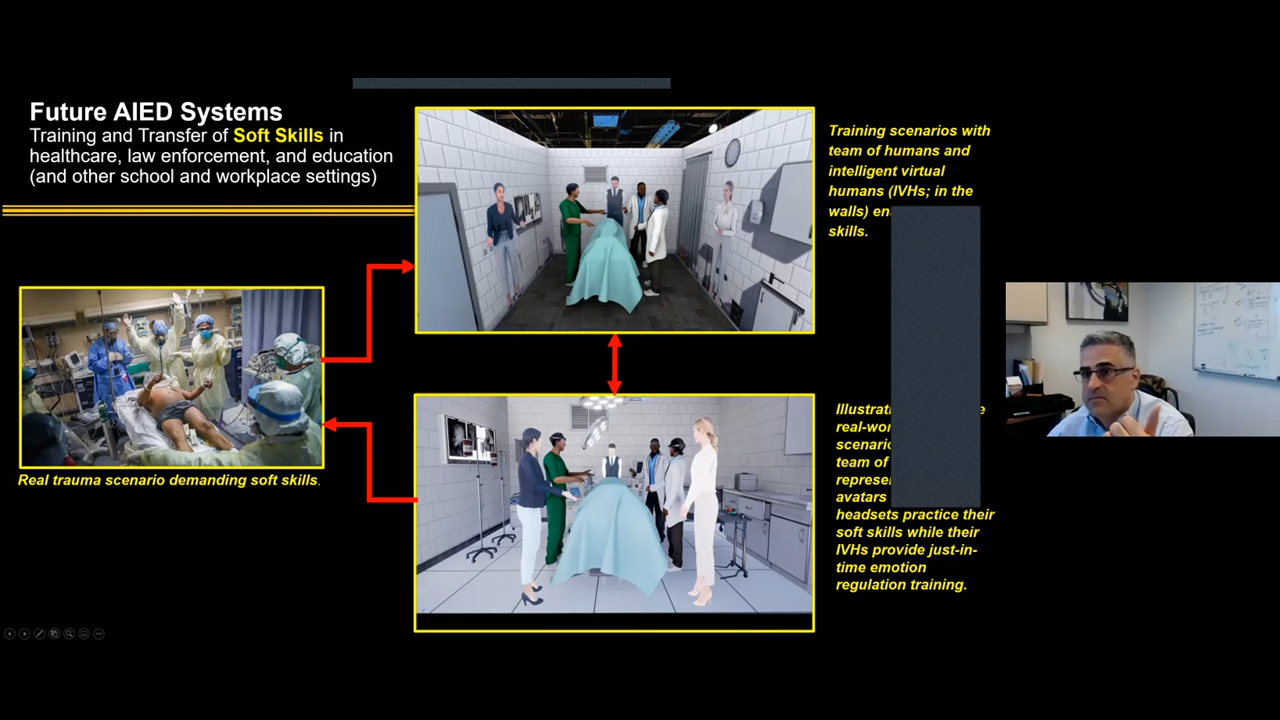 Future AIED Systems
Training and Transfer of Soft Skills in
healthcare, law enforcement, and education
(and other school and workplace settings)
Training scenarios with
team of humans and
intelligent virtual
humans (IVHs; in the
walls)
skills.
Real trauma scenario demanding soft skills.
team of
avatars
headsets practice their
soft skills while their
IVHs provide just-in-
time emotion
regulation training.